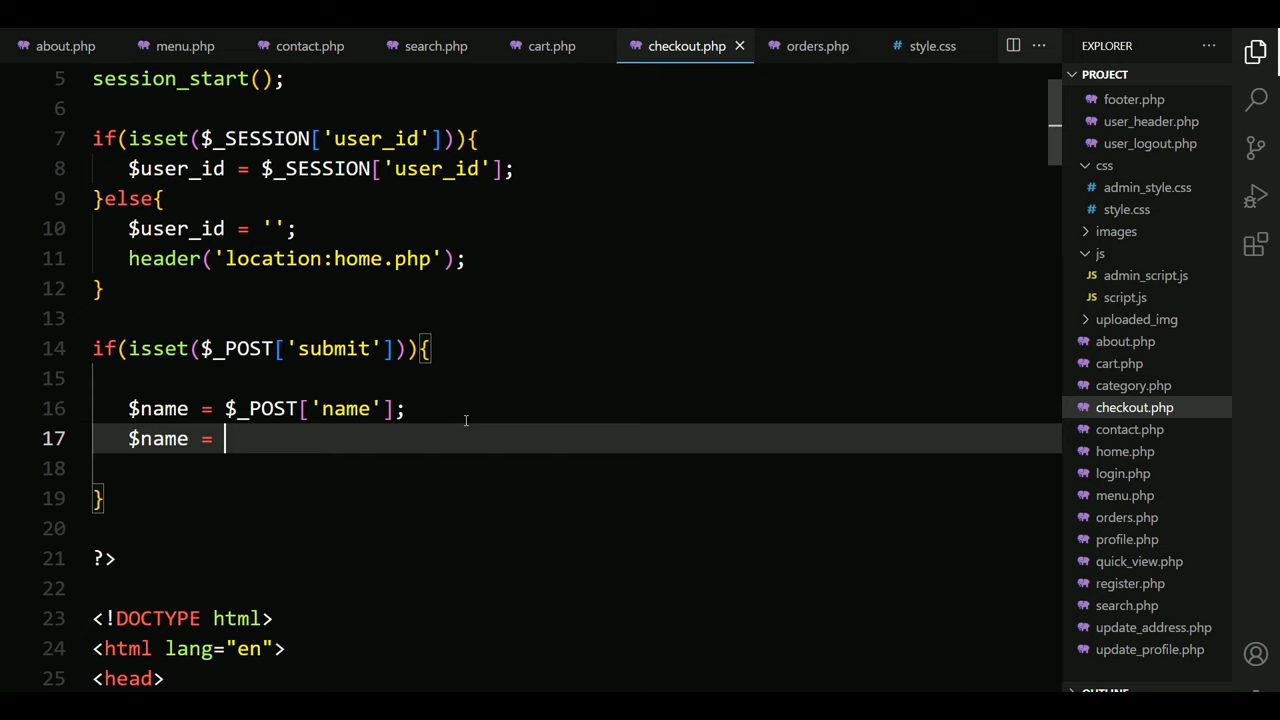 about.php menu.php contact.php search.php cart.php checkout.php × orders.php # style.css ··· EXPLORER ···
5 session_start();
6
7 if(isset($_SESSION['user_id'])){
8 $user_id = $_SESSION['user_id'];
9 }else{
10 $user_id = '';
11 header('location:home.php');
12 }
13
14 if(isset($_POST['submit'])){
15
16 $name = $_POST['name'];
17 $name =
18
19 }
20
21 ?>
22
23 <!DOCTYPE html>
24 <html lang="en">
25 <head>
PROJECT
footer.php
user_header.php
user_logout.php
css
admin_style.css
# style.css
images
js
JS admin_script.js
JS script.js
uploaded_img
about.php
cart.php
category.php
checkout.php
contact.php
home.php
login.php
menu.php
orders.php
profile.php
quick_view.php
register.php
search.php
update_address.php
update_profile.php
OUTLINE